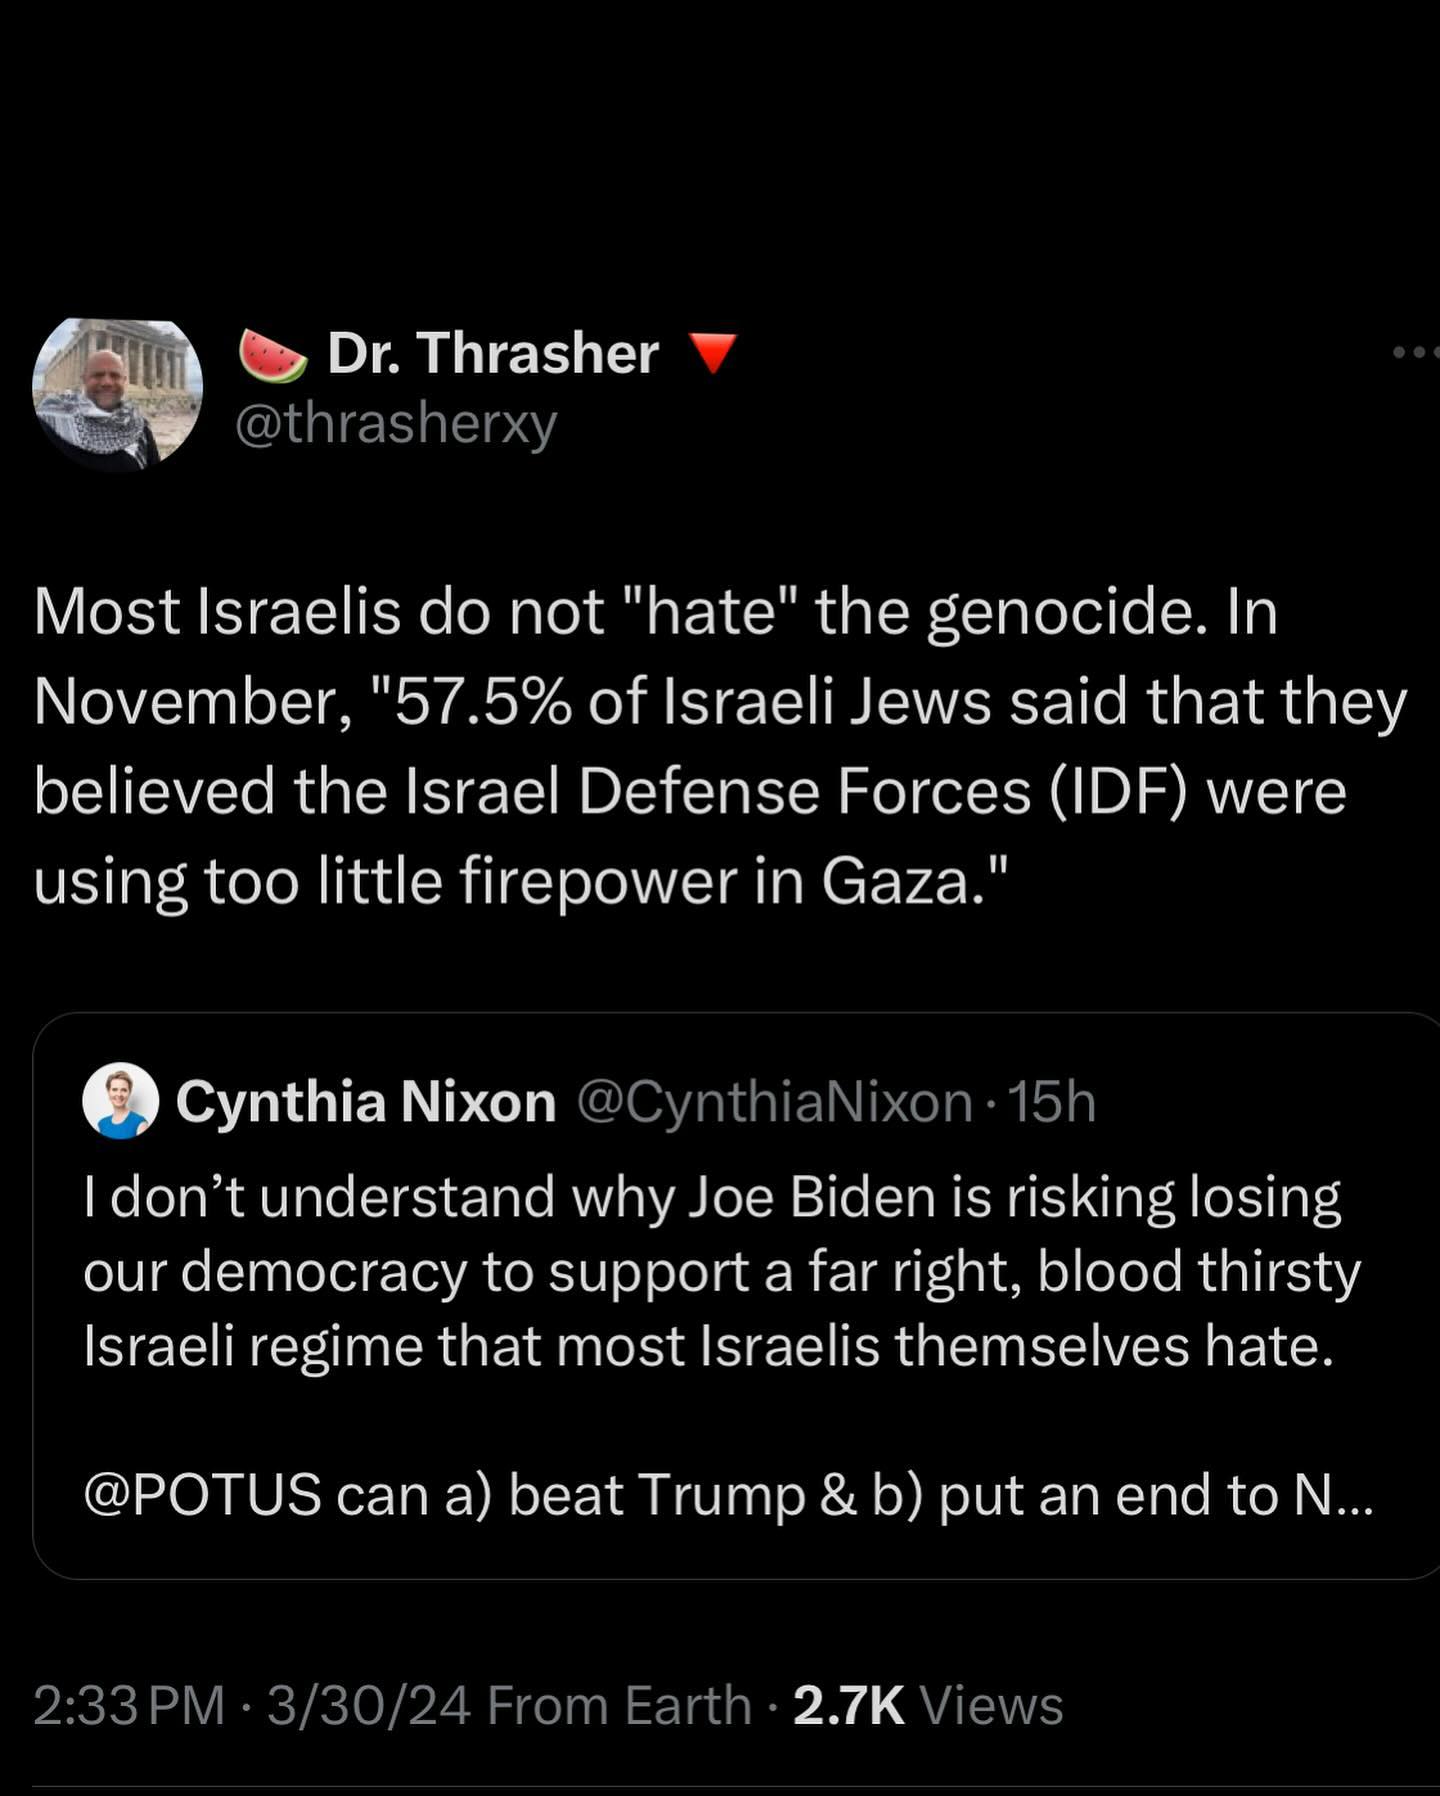 🍉 Dr. Thrasher 🔻
@thrasherxy
Most Israelis do not "hate" the genocide. In
November, "57.5% of Israeli Jews said that they
believed the Israel Defense Forces (IDF) were
using too little firepower in Gaza."
Cynthia Nixon @CynthiaNixon · 15h
I don’t understand why Joe Biden is risking losing
our democracy to support a far right, blood thirsty
Israeli regime that most Israelis themselves hate.
@POTUS can a) beat Trump & b) put an end to N...
2:33 PM · 3/30/24 From Earth · 2.7K Views